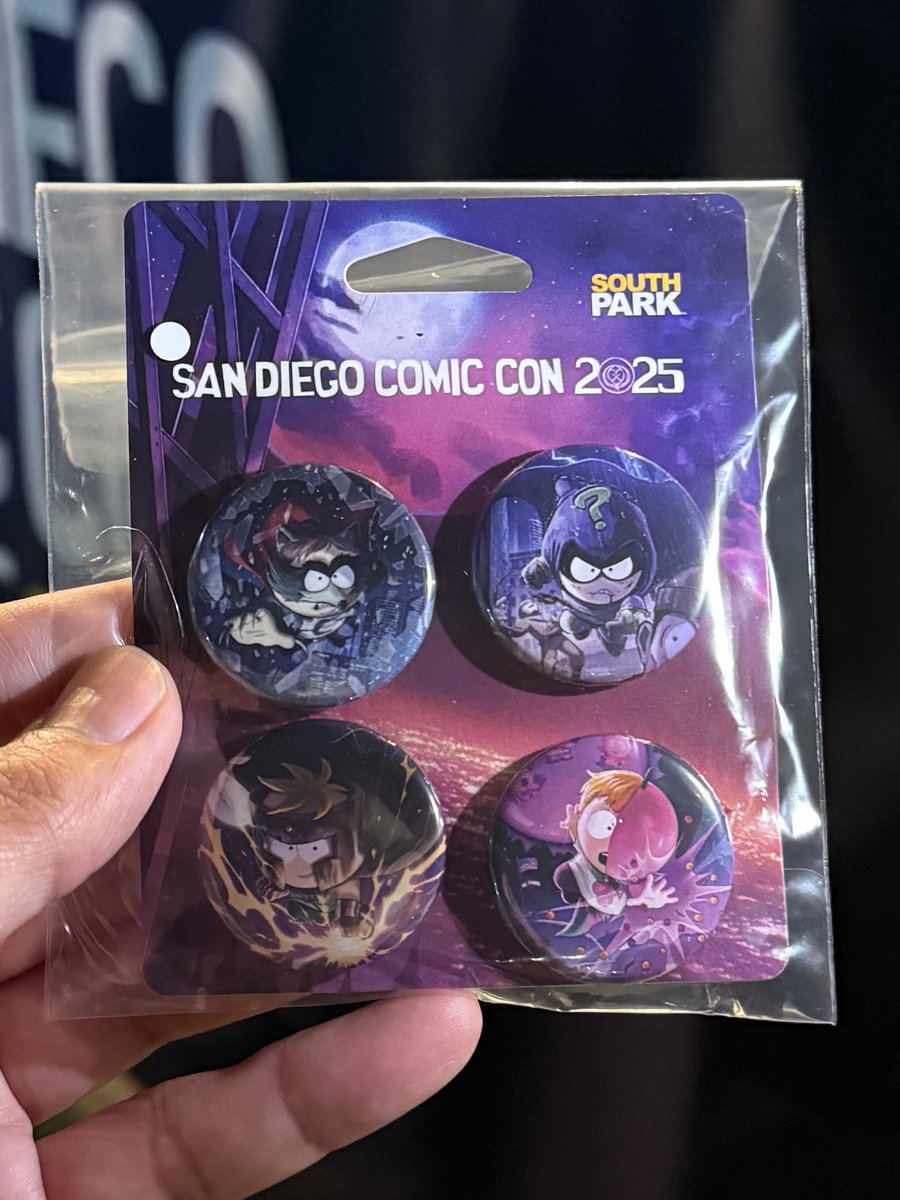 SOUTH
PARK
SAN DIEGO COMIC CON 2025
?